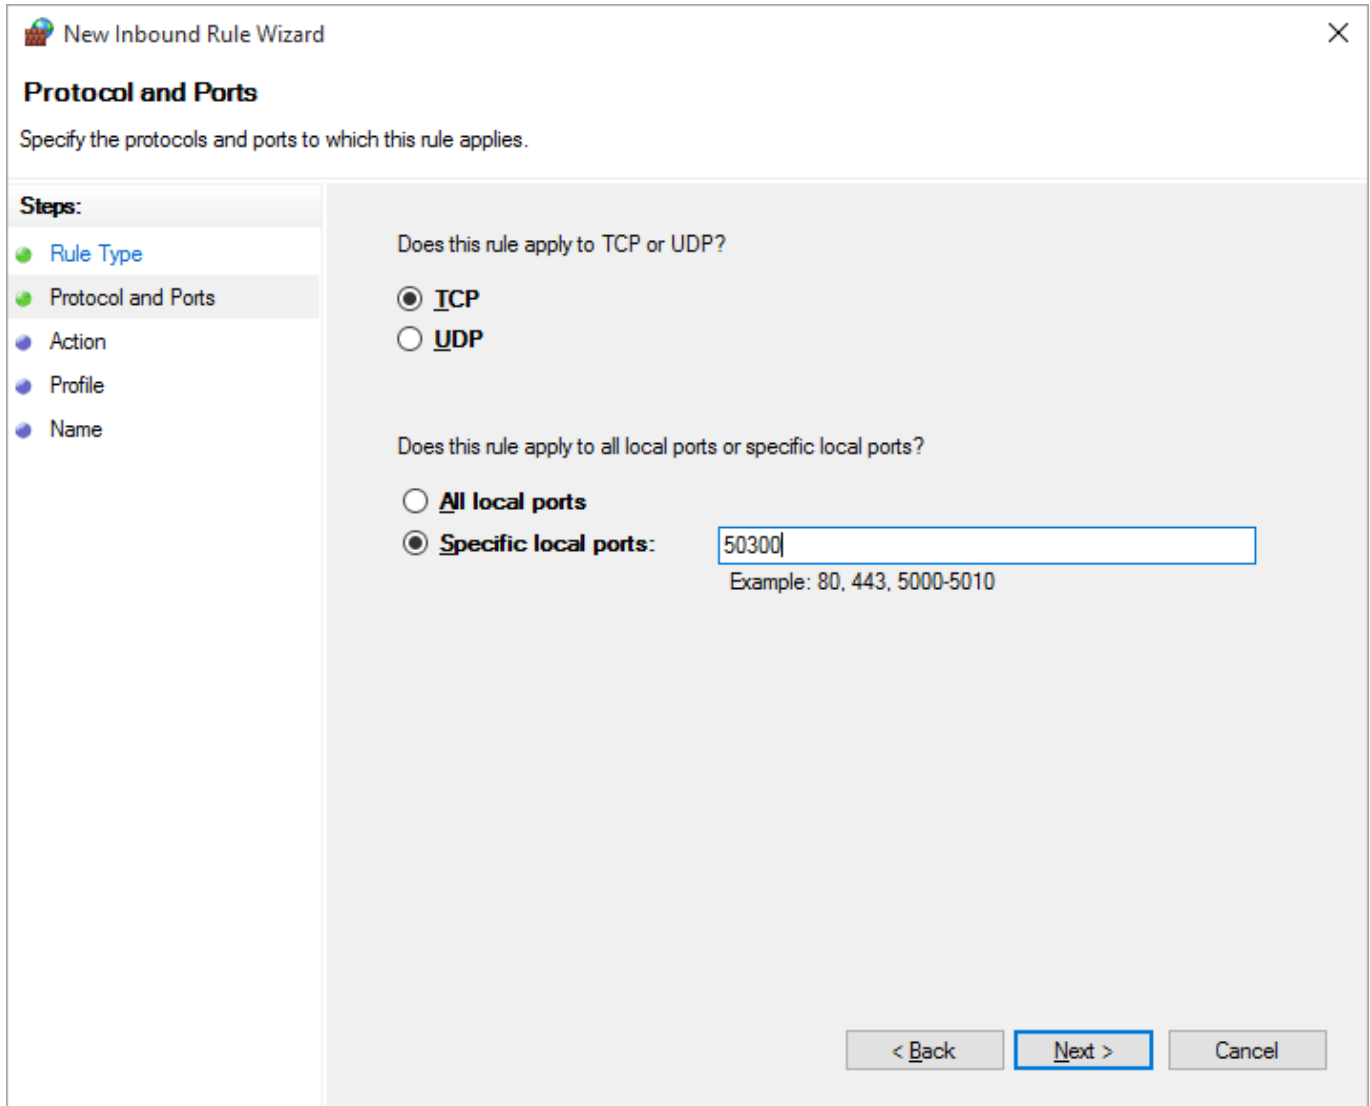 New Inbound Rule Wizard
Protocol and Ports
Specify the protocols and ports to which this rule applies.
Steps:
Rule Type
Protocol and Ports
Action
Profile
Name
Does this rule apply to TCP or UDP?
TCP
UDP
Does this rule apply to all local ports or specific local ports?
All local ports
Specific local ports: 50300
Example: 80, 443, 5000-5010
< Back Next > Cancel